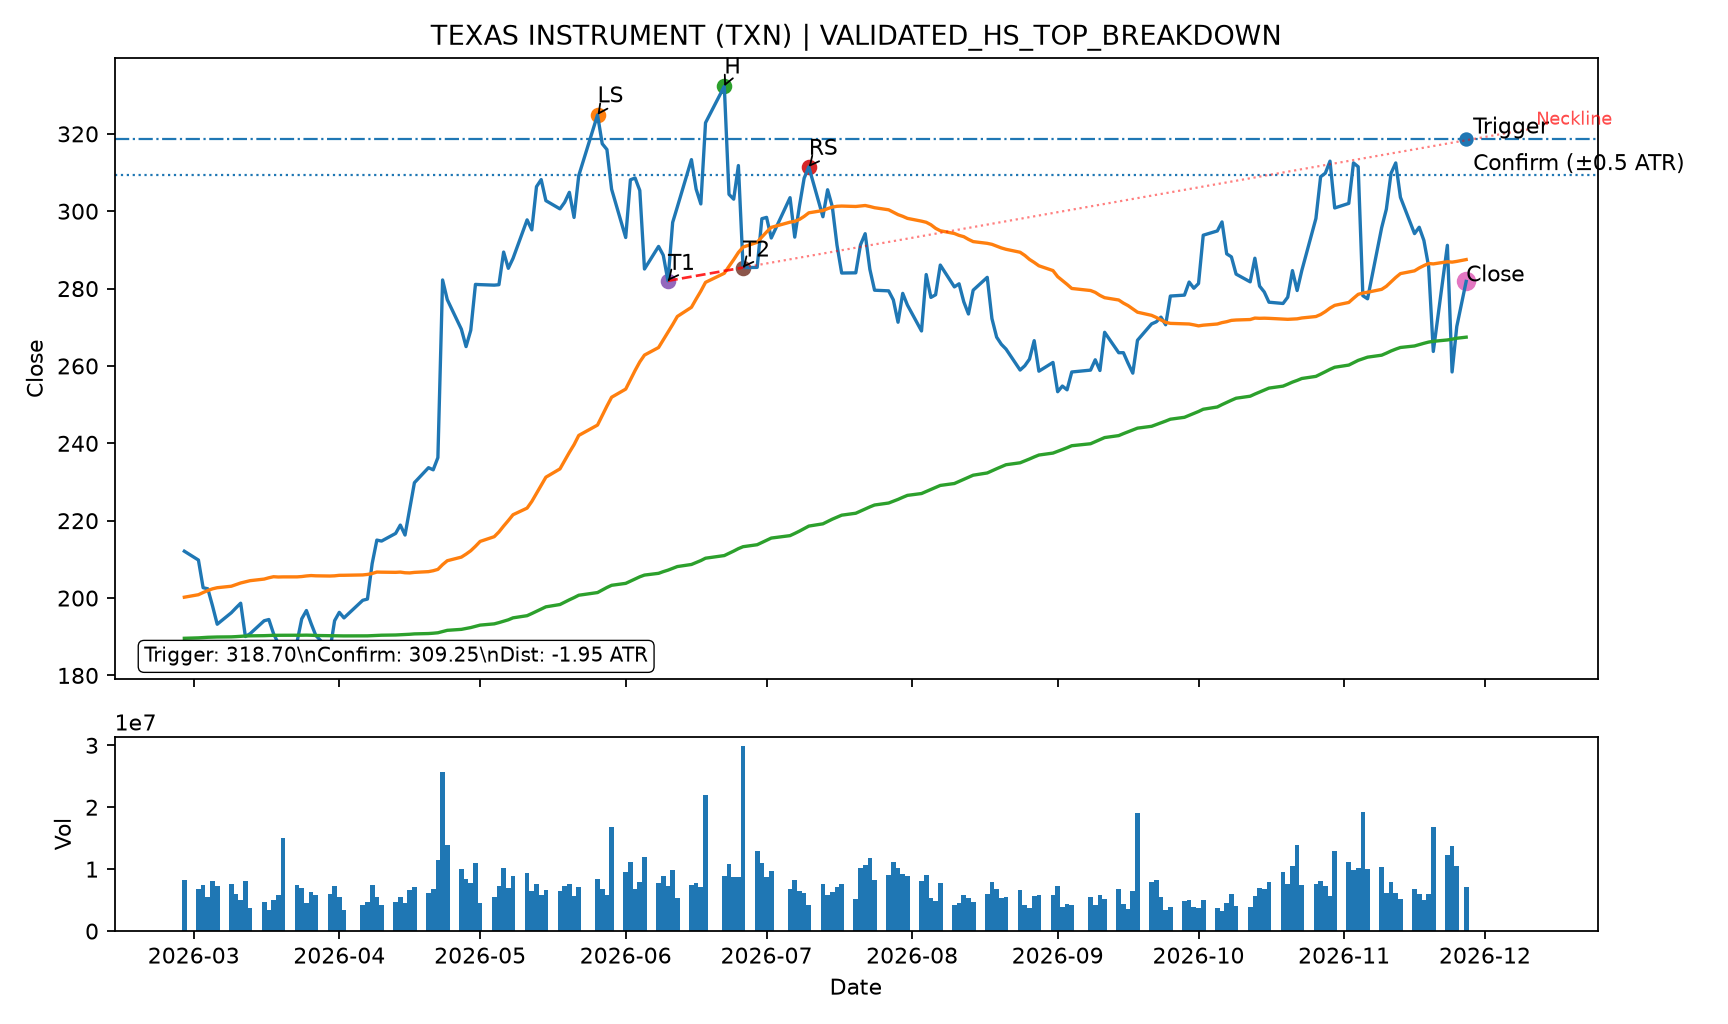 TEXAS INSTRUMENT (TXN) | VALIDATED_HS_TOP_BREAKDOWN
H
LS
RS
T1
T2
Neckline
Trigger
Confirm (±0.5 ATR)
Close
Close
320
300
280
260
240
220
200
180
Trigger: 318.70\nConfirm: 309.25\nDist: -1.95 ATR
1e7
Vol
3
2
1
0
2026-03 2026-04 2026-05 2026-06 2026-07 2026-08 2026-09 2026-10 2026-11 2026-12
Date